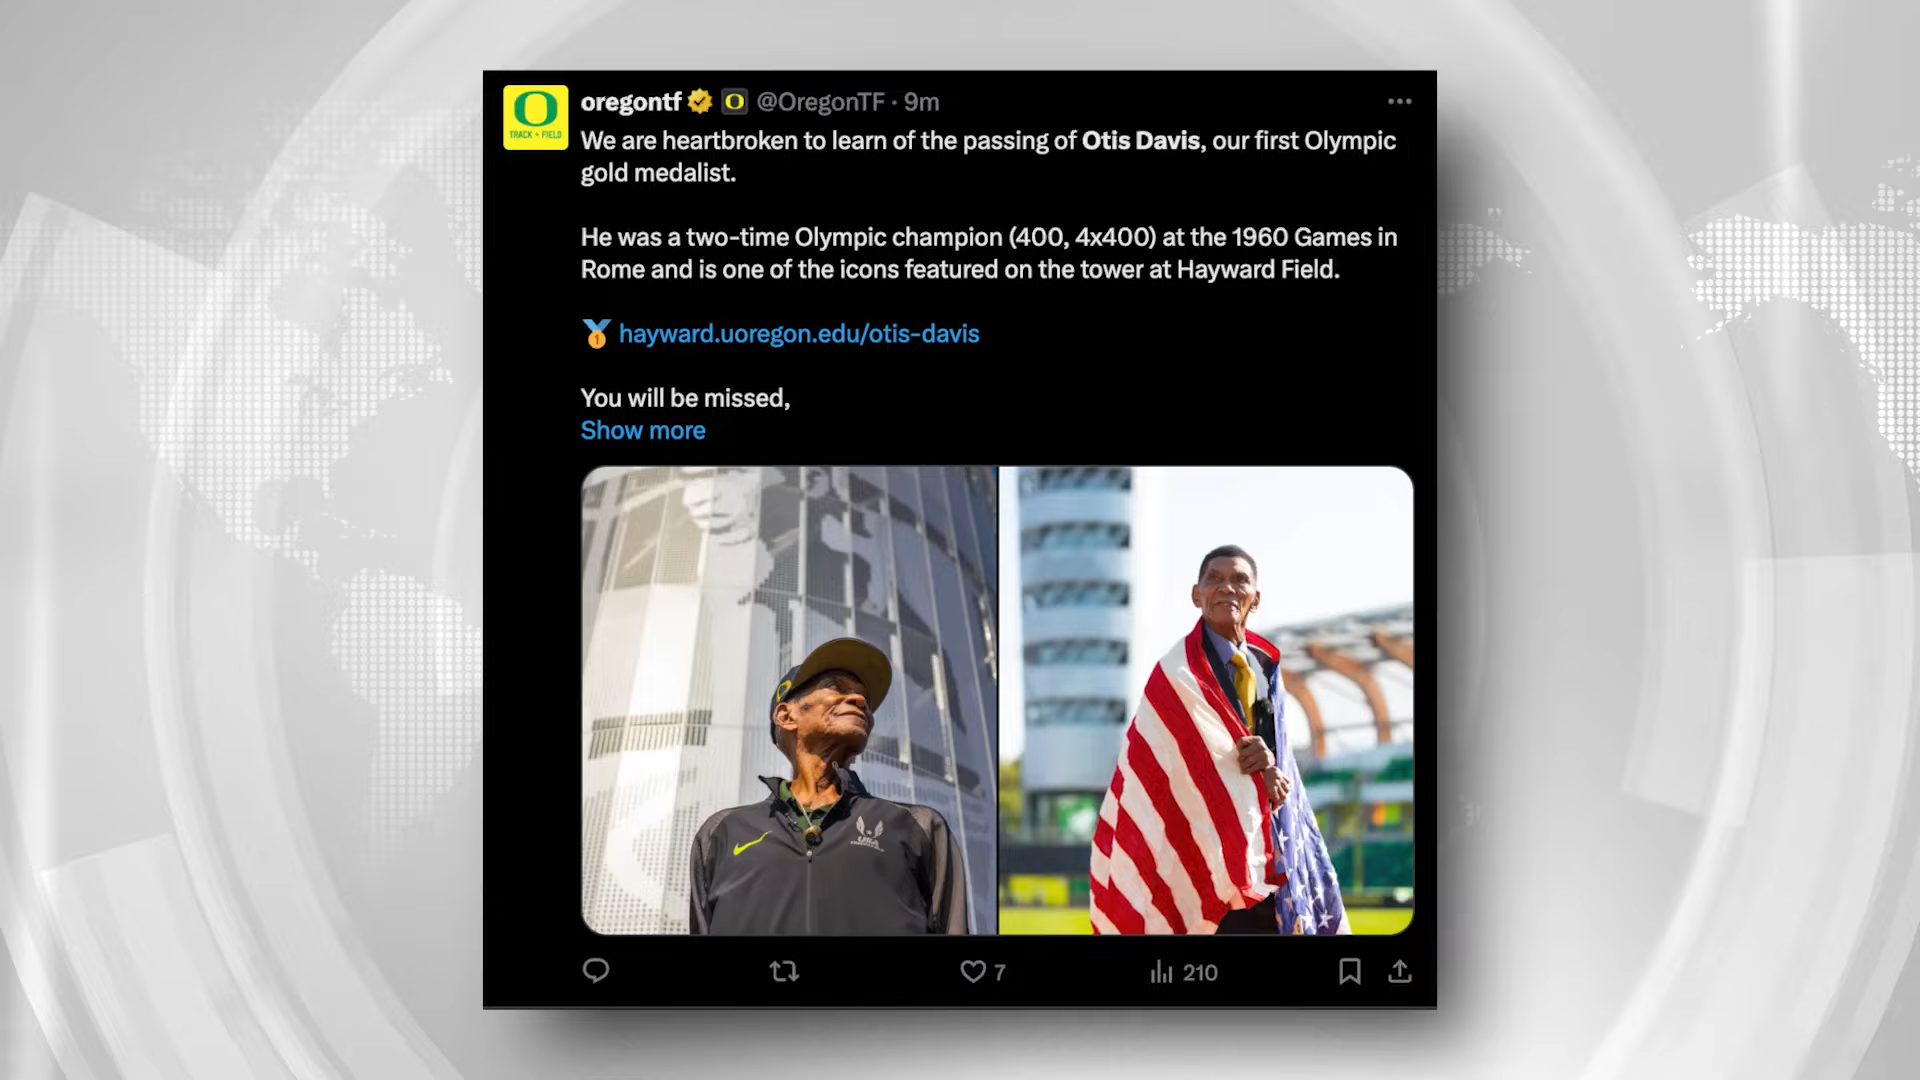 oregontf @OregonTF · 9m
We are heartbroken to learn of the passing of Otis Davis, our first Olympic
gold medalist.
He was a two-time Olympic champion (400, 4x400) at the 1960 Games in
Rome and is one of the icons featured on the tower at Hayward Field.
hayward.uoregon.edu/otis-davis
You will be missed,
Show more
7
210
O
TRACK + FIELD
USA